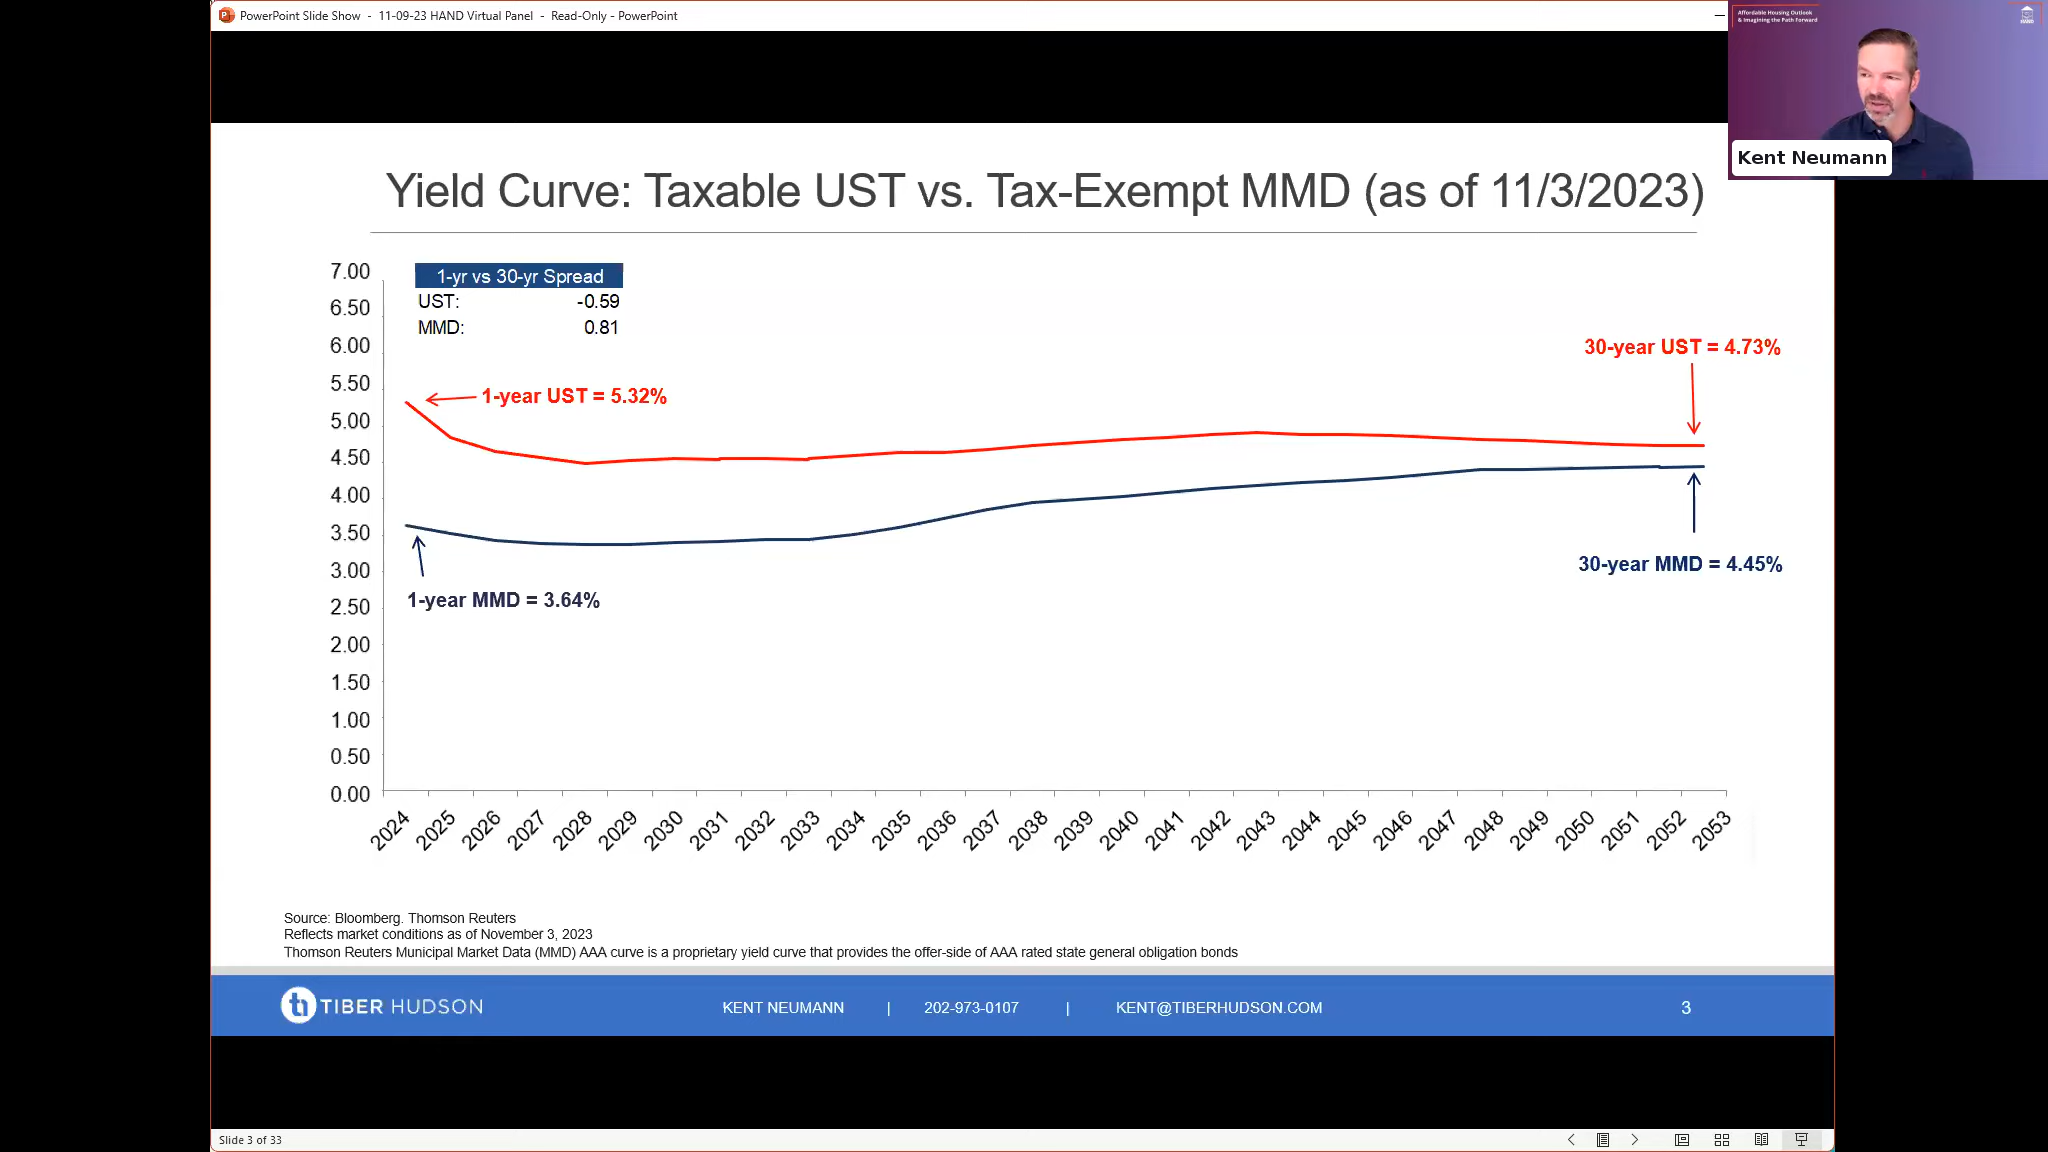 PowerPoint Slide Show - 11-09-23 HAND Virtual Panel - Read-Only - PowerPoint
Affordable Housing Outlook
& Imagining the Path Forward
HAND
Kent Neumann
Yield Curve: Taxable UST vs. Tax-Exempt MMD (as of 11/3/2023)
7.00
6.50
6.00
5.50
5.00
4.50
4.00
3.50
3.00
2.50
2.00
1.50
1.00
0.50
0.00
1-yr vs 30-yr Spread
UST: -0.59
MMD: 0.81
1-year UST = 5.32%
30-year UST = 4.73%
30-year MMD = 4.45%
1-year MMD = 3.64%
2024 2025 2026 2027 2028 2029 2030 2031 2032 2033 2034 2035 2036 2037 2038 2039 2040 2041 2042 2043 2044 2045 2046 2047 2048 2049 2050 2051 2052 2053
Source: Bloomberg. Thomson Reuters
Reflects market conditions as of November 3, 2023
Thomson Reuters Municipal Market Data (MMD) AAA curve is a proprietary yield curve that provides the offer-side of AAA rated state general obligation bonds
TIBER HUDSON
KENT NEUMANN | 202-973-0107 | KENT@TIBERHUDSON.COM
3
Slide 3 of 33